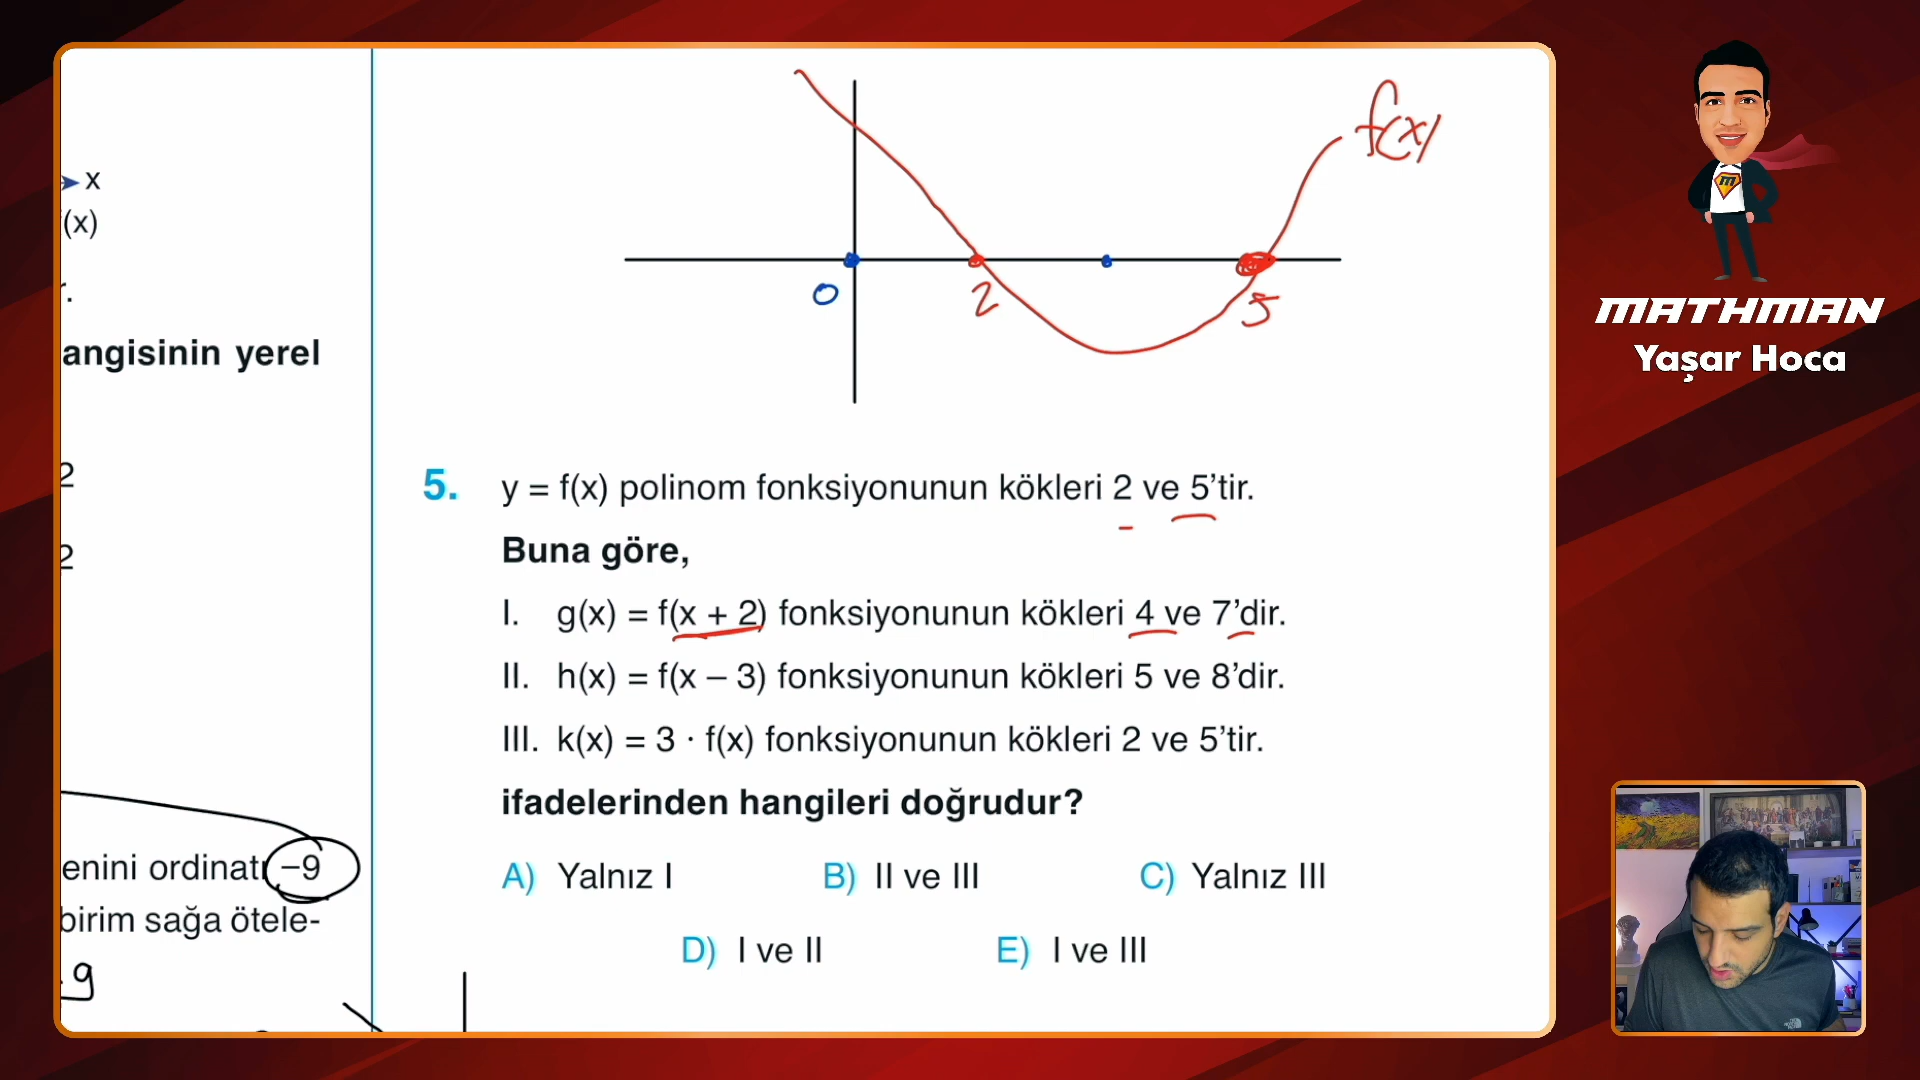 x
(x)
angisinin yerel
2
2
enini ordinatı –9
birim sağa ötele-
9
f(x)
0
2
5
5. y = f(x) polinom fonksiyonunun kökleri 2 ve 5’tir.
Buna göre,
I. g(x) = f(x + 2) fonksiyonunun kökleri 4 ve 7’dir.
II. h(x) = f(x – 3) fonksiyonunun kökleri 5 ve 8’dir.
III. k(x) = 3 · f(x) fonksiyonunun kökleri 2 ve 5’tir.
ifadelerinden hangileri doğrudur?
A) Yalnız I B) II ve III C) Yalnız III
D) I ve II E) I ve III
m
MATHMAN
Yaşar Hoca